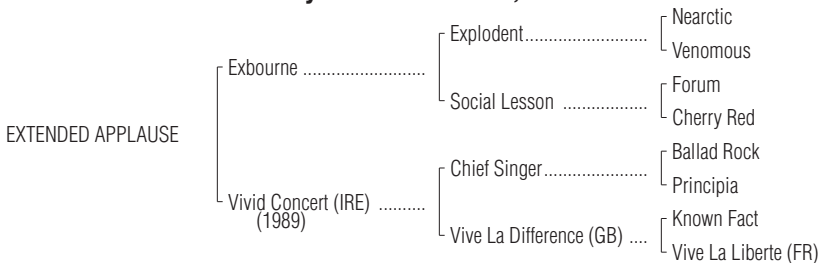 Nearctic
Explodent
Venomous
Exbourne
Forum
Social Lesson
Cherry Red
EXTENDED APPLAUSE
Ballad Rock
Chief Singer
Principia
Vivid Concert (IRE)
(1989)
Known Fact
Vive La Difference (GB)
Vive La Liberte (FR)